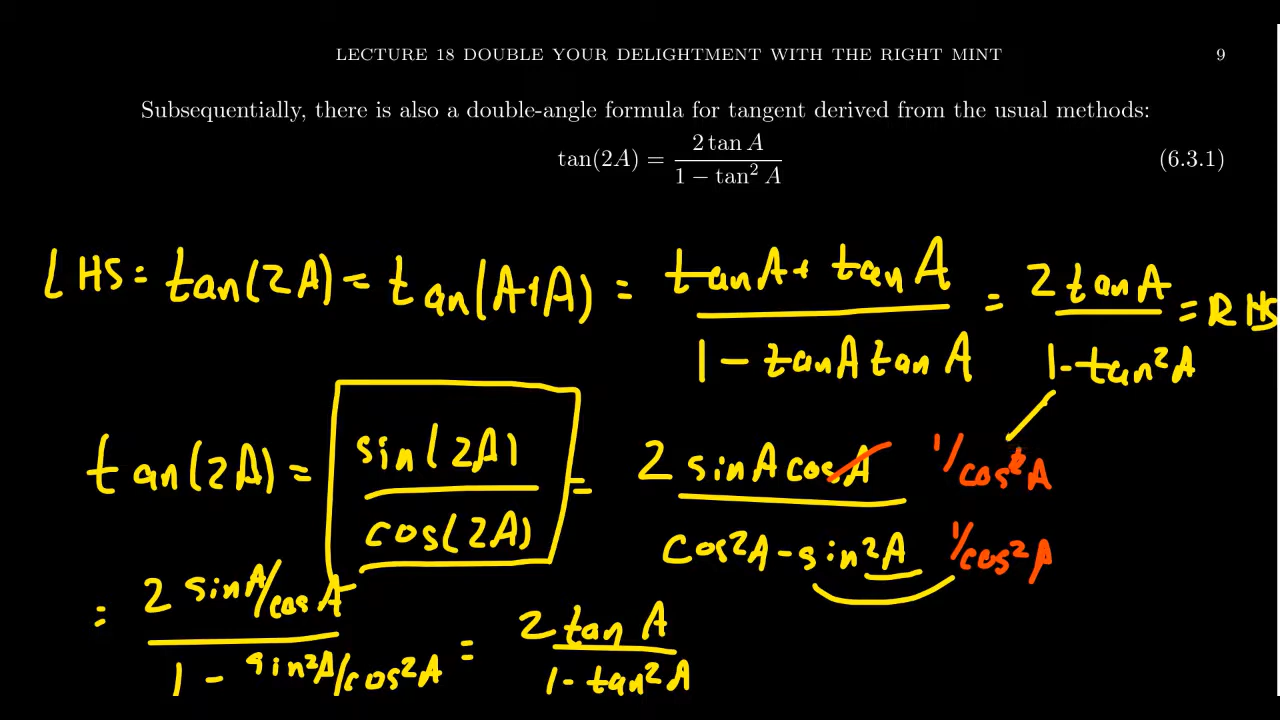 LECTURE 18 DOUBLE YOUR DELIGHTMENT WITH THE RIGHT MINT 9
Subsequentially, there is also a double-angle formula for tangent derived from the usual methods:
tan(2A) = 2 tan A / 1 − tan² A (6.3.1)
LHS = tan(2A) = tan(A+A) = tanA + tanA / 1 − tanA tanA = 2 tanA / 1 - tan²A = RHS
tan(2A) = sin(2A) / cos(2A) = 2 sinA cosA / cos²A - sin²A 1/cos²A 1/cos²A
= 2 sinA/cosA / 1 - sin²A/cos²A = 2 tan A / 1 - tan²A